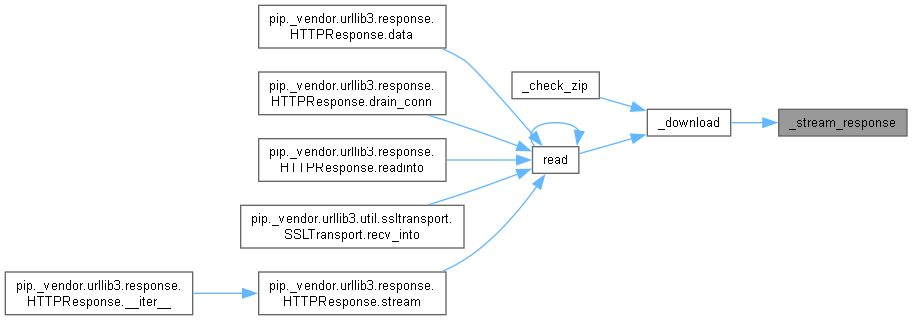 pip._vendor.urllib3.response.
HTTPResponse.data
pip._vendor.urllib3.response.
HTTPResponse.drain_conn
_check_zip
_download
_stream_response
pip._vendor.urllib3.response.
HTTPResponse.readinto
read
pip._vendor.urllib3.util.ssltransport.
SSLTransport.recv_into
pip._vendor.urllib3.response.
HTTPResponse.__iter__
pip._vendor.urllib3.response.
HTTPResponse.stream